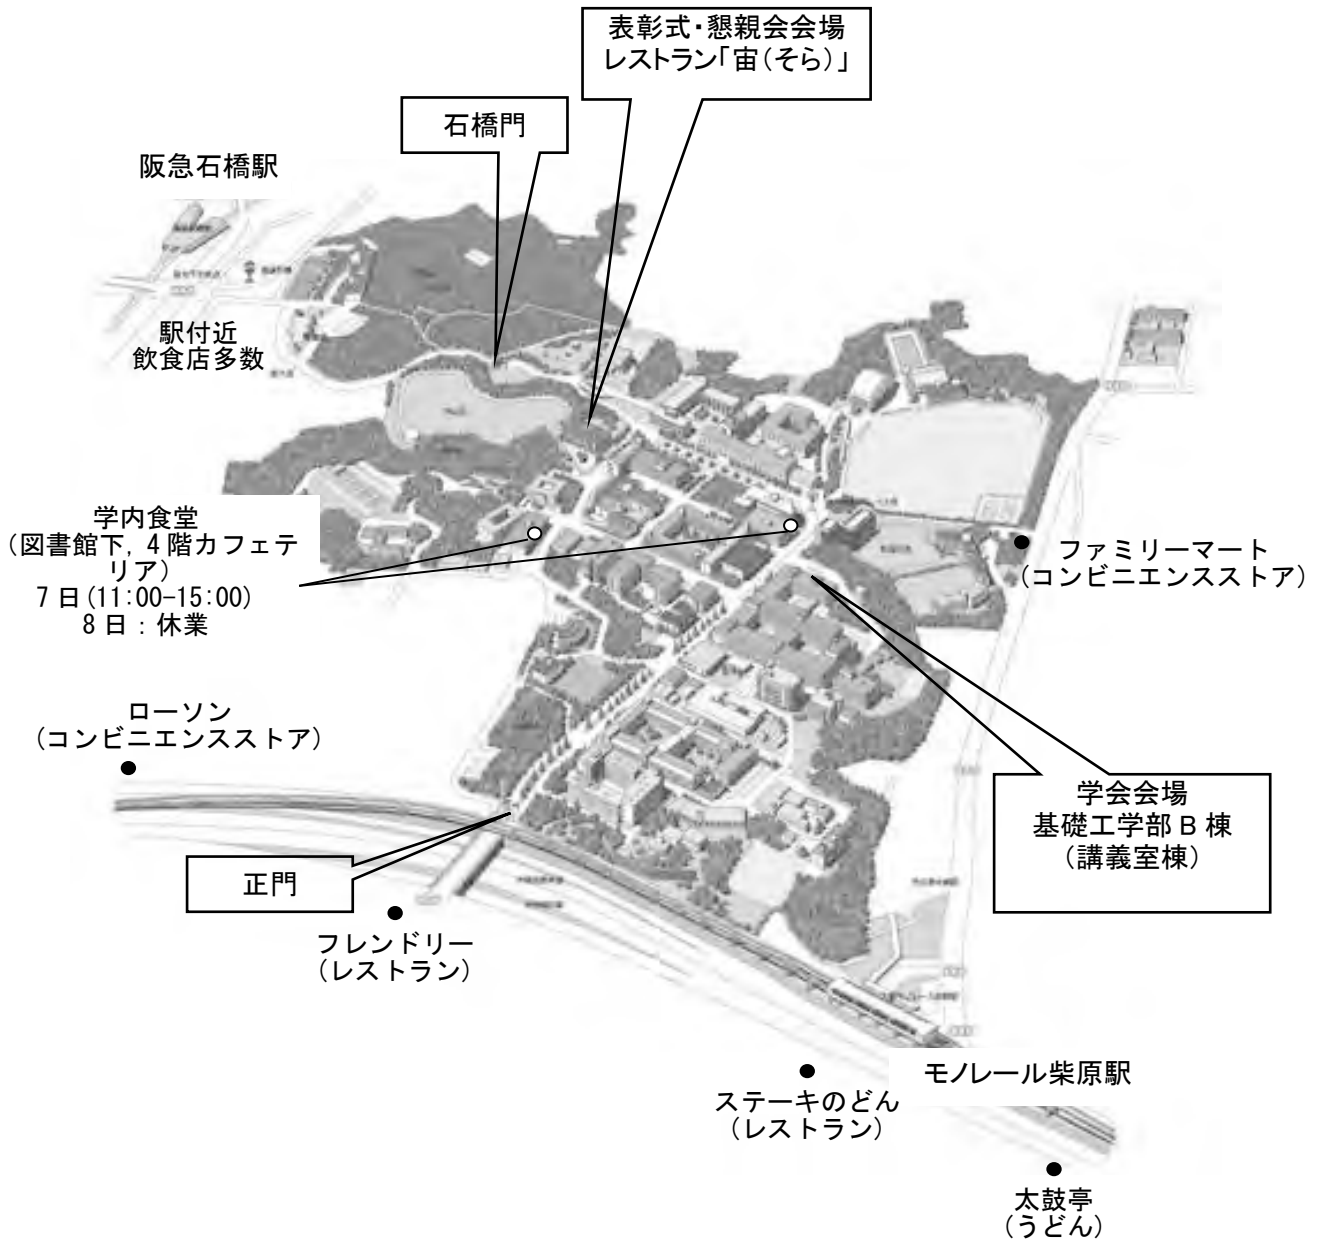 表彰式・懇親会会場
レストラン「宙（そら）」
石橋門
阪急石橋駅
駅付近
飲食店多数
学内食堂
（図書館下，４階カフェテ
リア）
７日(11:00−15:00)
８日：休業
ファミリーマート
（コンビニエンスストア）
ローソン
（コンビニエンスストア）
学会会場
基礎工学部 B 棟
（講義室棟）
正門
フレンドリー
（レストラン）
モノレール柴原駅
ステーキのどん
（レストラン）
太鼓亭
（うどん）